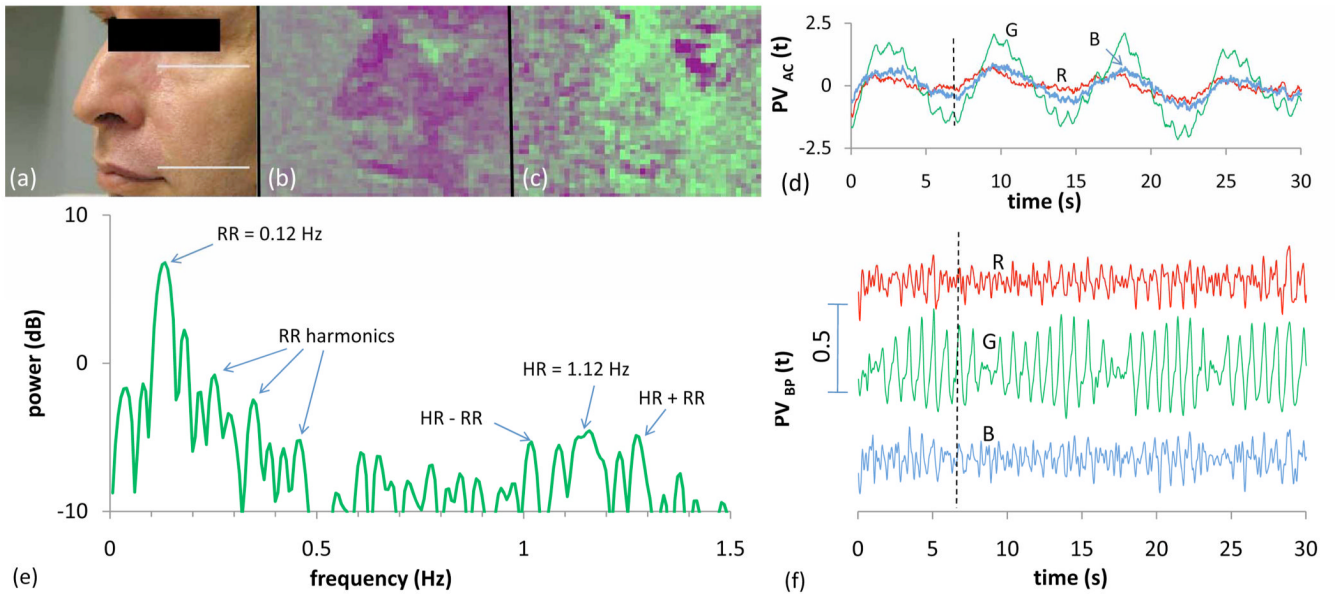 (a)
(b)
(c)
PV AC (t)
2.5
0
-2.5
G
B
R
0 5 10 15 20 25 30
time (s)
(d)
power (dB)
10
0
-10
RR = 0.12 Hz
RR harmonics
HR - RR
HR = 1.12 Hz
HR + RR
0 0.5 1 1.5
frequency (Hz)
(e)
PV BP (t)
0.5
R
G
B
0 5 10 15 20 25 30
time (s)
(f)